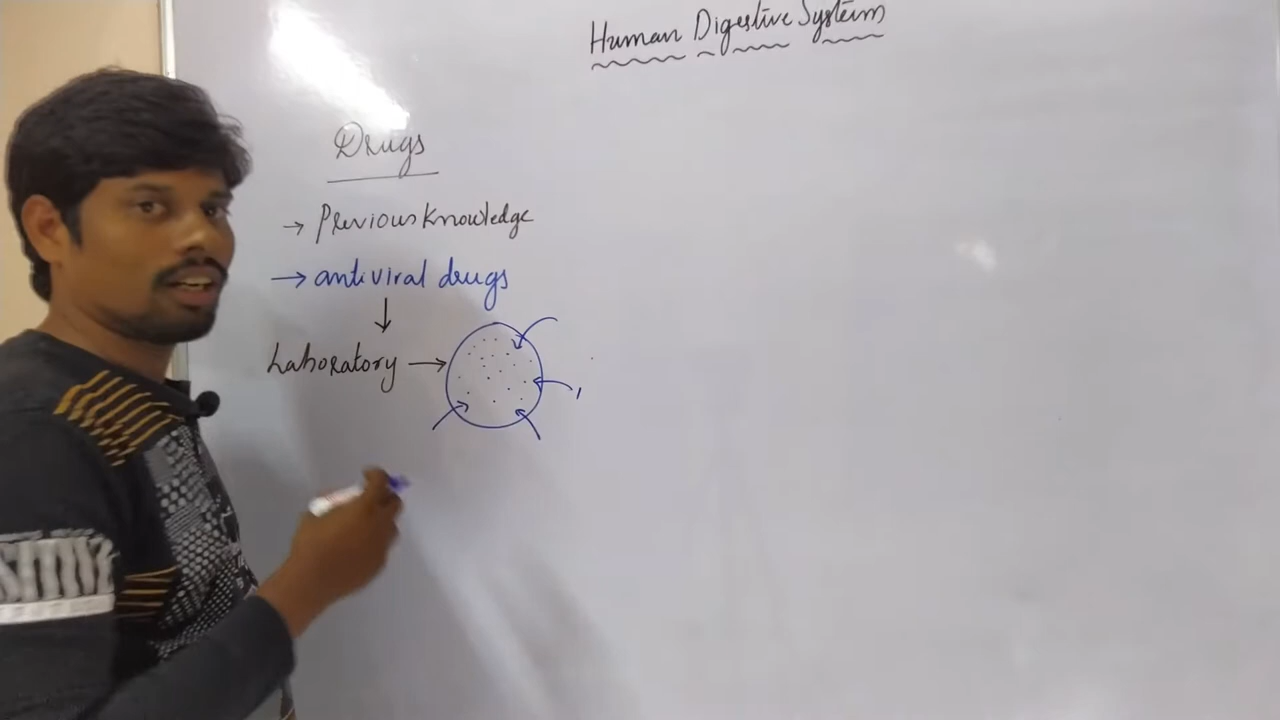 Human Digestive System
Drugs
→ Previous Knowledge
→ antiviral drugs
↓
Laboratory →